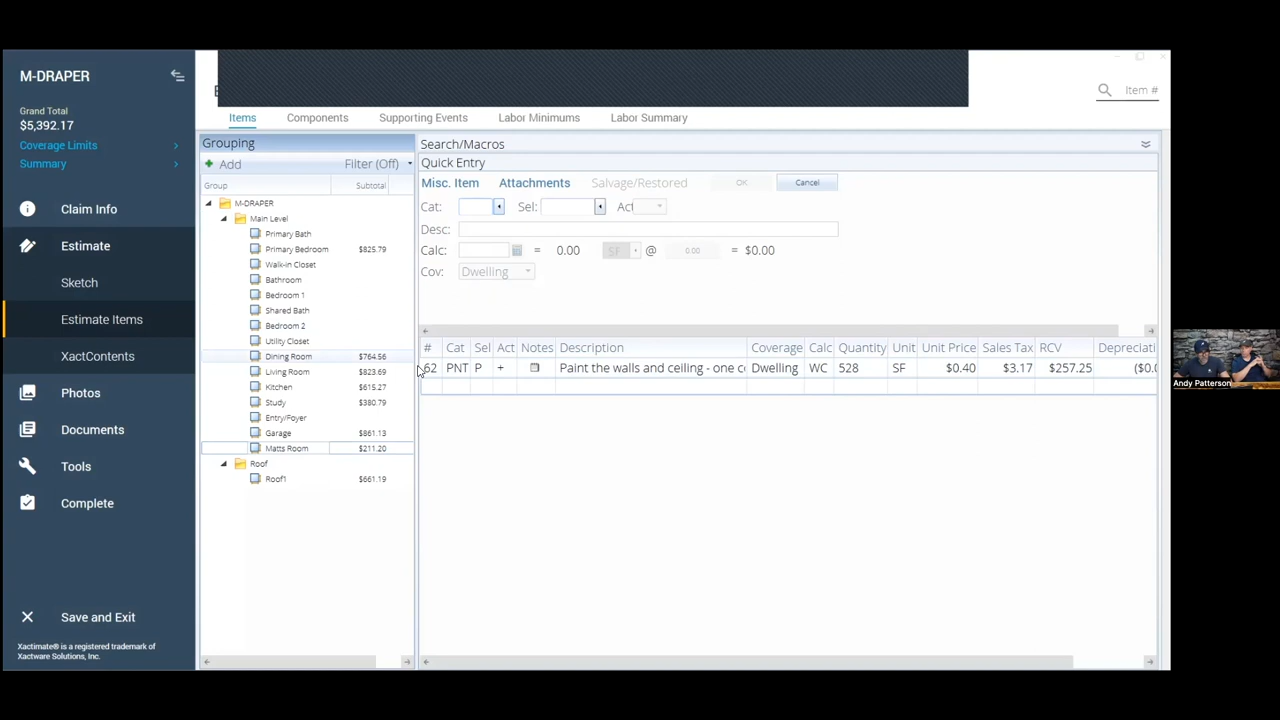 M-DRAPER
Grand Total
$5,392.17
Coverage Limits
Summary
Claim Info
Estimate
Sketch
Estimate Items
XactContents
Photos
Documents
Tools
Complete
Save and Exit
Xactimate® is a registered trademark of
Xactware Solutions, Inc.
Item #
Items Components Supporting Events Labor Minimums Labor Summary
Grouping
Add Filter (Off)
Group Subtotal
M-DRAPER
Main Level
Primary Bath
Primary Bedroom $825.79
Walk-in Closet
Bathroom
Bedroom 1
Shared Bath
Bedroom 2
Utility Closet
Dining Room $764.56
Living Room $823.69
Kitchen $615.27
Study $380.79
Entry/Foyer
Garage $861.13
Matts Room $211.20
Roof
Roof1 $661.19
Search/Macros
Quick Entry
Misc. Item Attachments Salvage/Restored OK Cancel
Cat: Sel: Act
Desc:
Calc: = 0.00 SF @ 0.00 = $0.00
Cov: Dwelling
# Cat Sel Act Notes Description Coverage Calc Quantity Unit Unit Price Sales Tax RCV Depreciati
62 PNT P + Paint the walls and ceiling - one c Dwelling WC 528 SF $0.40 $3.17 $257.25 ($0.
Andy Patterson